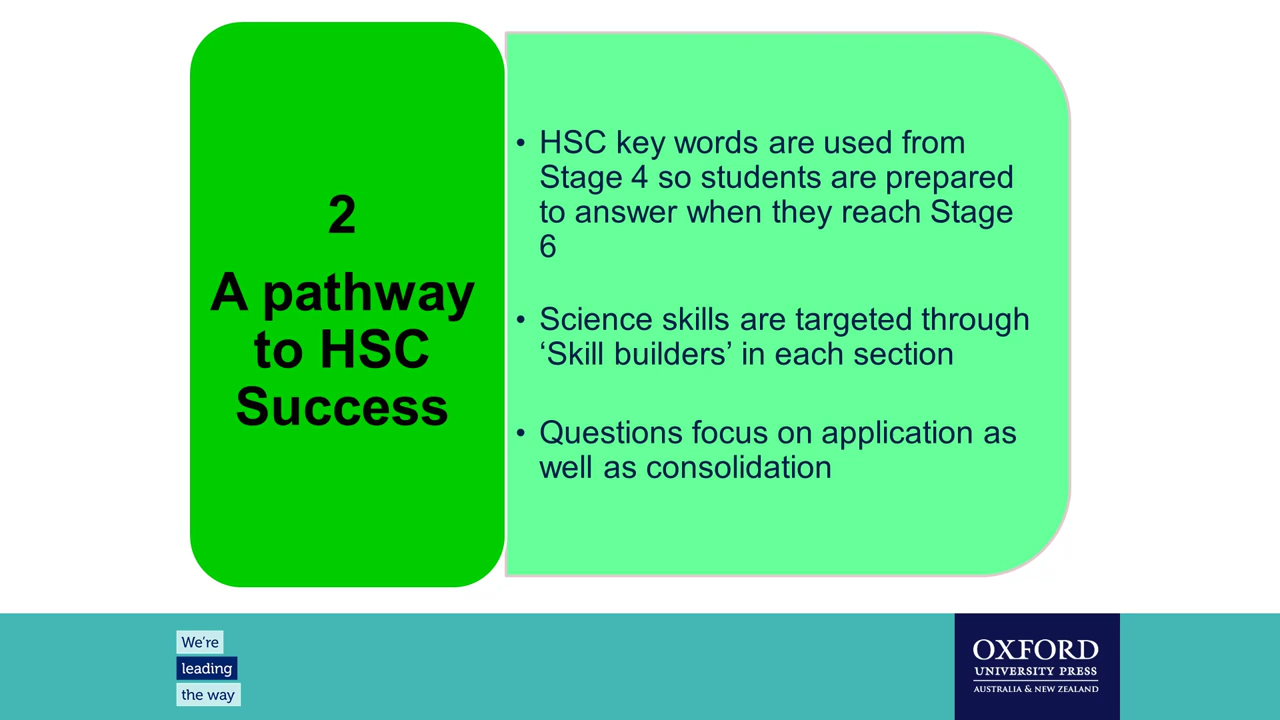 2
A pathway
to HSC
Success
• HSC key words are used from
Stage 4 so students are prepared
to answer when they reach Stage
6
• Science skills are targeted through
‘Skill builders’ in each section
• Questions focus on application as
well as consolidation
We’re
leading
the way
OXFORD
UNIVERSITY PRESS
AUSTRALIA & NEW ZEALAND